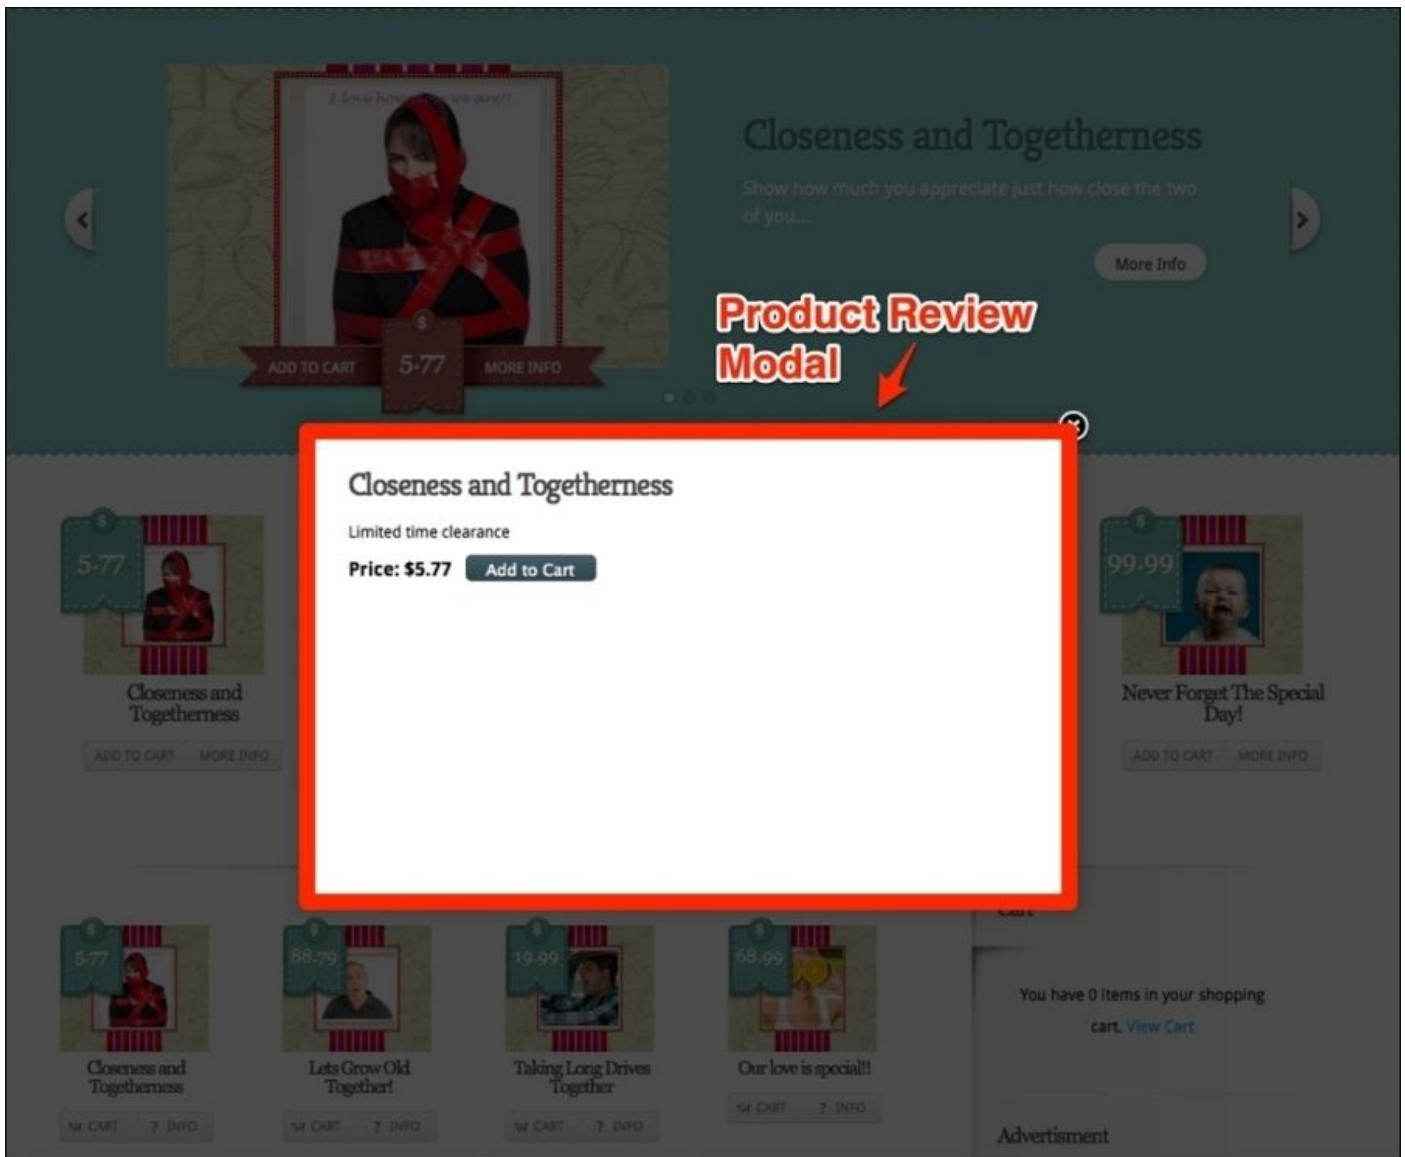 Closeness and Togetherness
Show how much you appreciate just how close the two
of you...
More Info
Product Review
Modal
$
ADD TO CART
5.77
MORE INFO
Closeness and Togetherness
Limited time clearance
Price: $5.77
Add to Cart
$
5.77
Closeness and
Togetherness
ADD TO CART
MORE INFO
$
99.99
Never Forget The Special
Day!
ADD TO CART
MORE INFO
Cart
You have 0 items in your shopping
cart. View Cart
$
5.77
Closeness and
Togetherness
CART
? INFO
$
88.79
Lets Grow Old
Together!
CART
? INFO
$
19.99
Taking Long Drives
Together
CART
? INFO
$
68.99
Our love is special!!
CART
? INFO
Advertisment